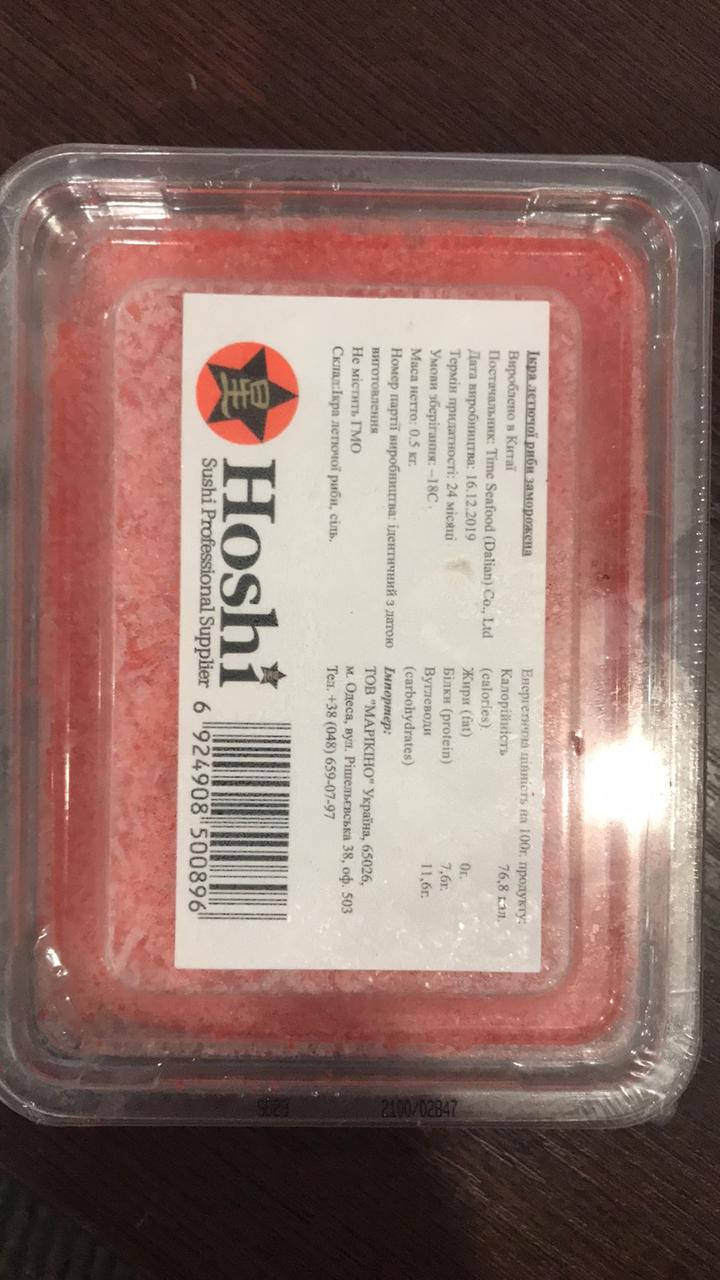 Ікра летючої риби заморожена
Вироблено в Китаї
Постачальник: Time Seafood (Dalian) Co., Ltd
Дата виробництва: 16.12.2019
Термін придатності: 24 місяці
Умови зберігання: –18С .
Маса нетто: 0.5 кг.
Номер партії виробництва: ідентичний з датою
виготовлення
Не містить ГМО
Склад:Ікра летючої риби, сіль.
Енергетична цінність на 100г. продукту:
Калорійність 76,8 кал.
(calories)
Жири (fat) 0г.
Білки (protein) 7,6г.
Вуглеводи 11,6г.
(carbohydrates)
Імпортер:
ТОВ "МАРІКІНО" Україна, 65026,
м. Одеса, вул. Рішельєвська 38, оф. 503
Тел. +38 (048) 659-07-97
星
Hoshi
Sushi Professional Supplier
6 924908 500896
2100/02B47